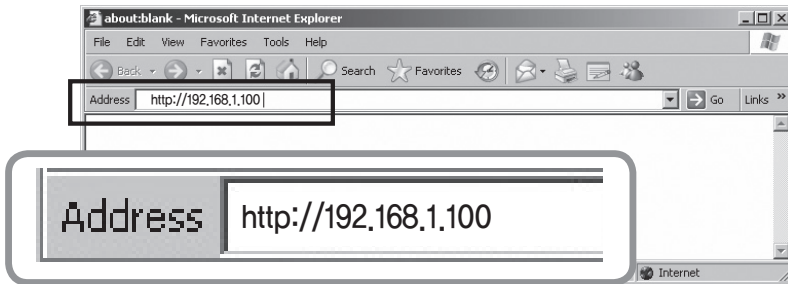 about:blank - Microsoft Internet Explorer
File Edit View Favorites Tools Help
Back Search Favorites
Address http://192.168.1.100 Go Links »
Address http://192.168.1.100
Internet